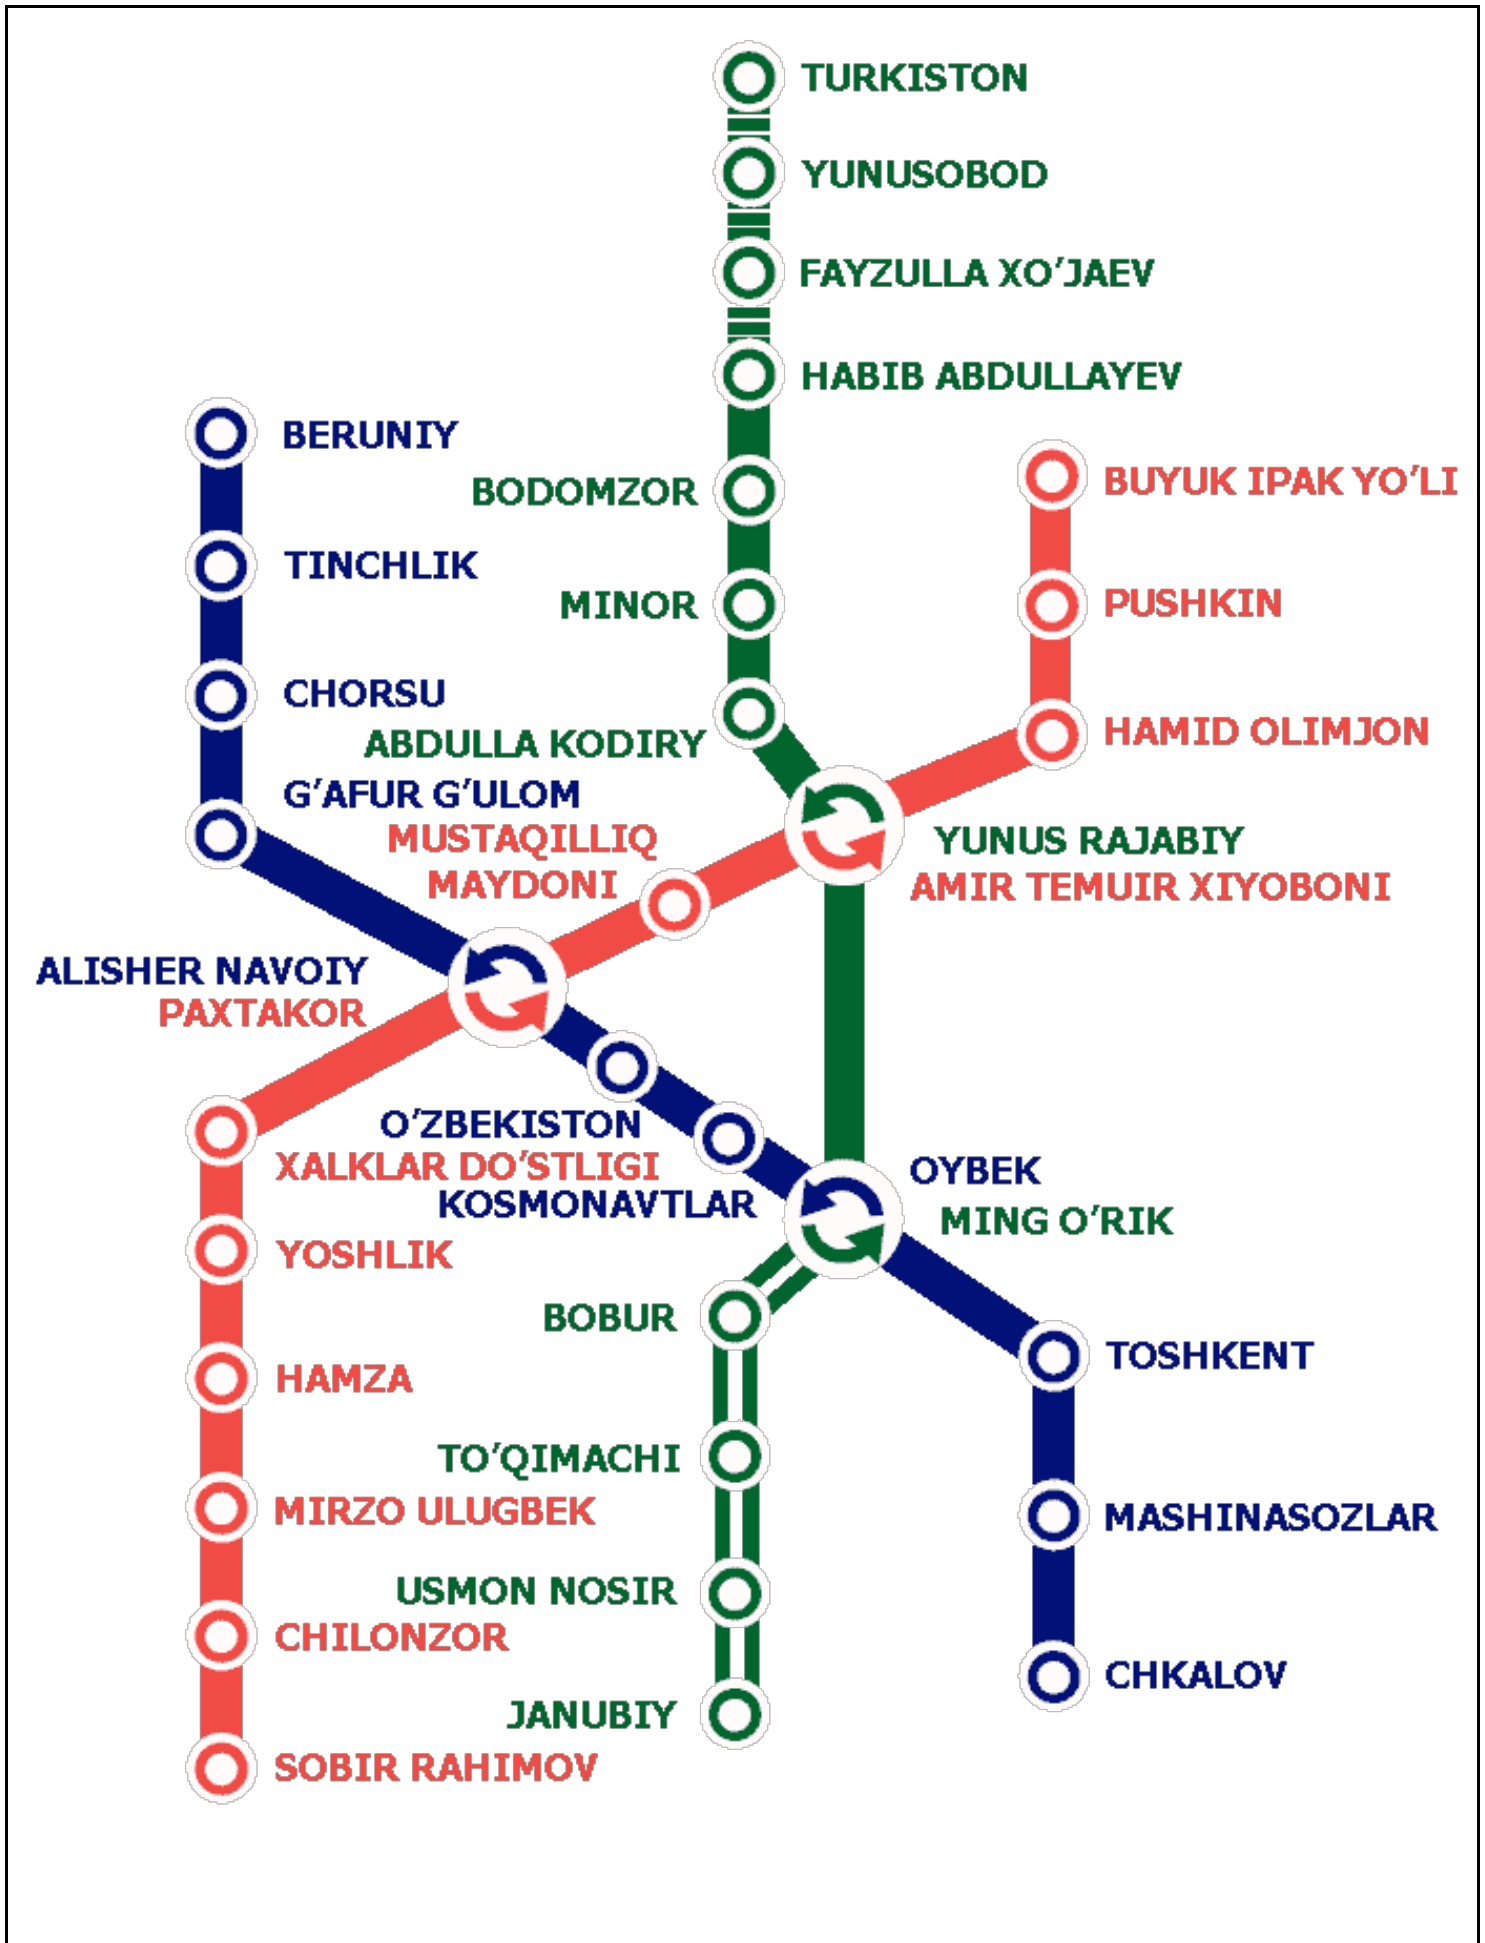 TURKISTON
YUNUSOBOD
FAYZULLA XO'JAEV
HABIB ABDULLAYEV
BERUNIY
BUYUK IPAK YO'LI
BODOMZOR
TINCHLIK
PUSHKIN
MINOR
CHORSU
HAMID OLIMJON
ABDULLA KODIRY
G'AFUR G'ULOM
MUSTAQILLIQ
MAYDONI
YUNUS RAJABIY
AMIR TEMUIR XIYOBONI
ALISHER NAVOIY
PAXTAKOR
O'ZBEKISTON
XALKLAR DO'STLIGI
KOSMONAVTLAR
OYBEK
MING O'RIK
YOSHLIK
BOBUR
TOSHKENT
HAMZA
TO'QIMACHI
MIRZO ULUGBEK
MASHINASOZLAR
USMON NOSIR
CHILONZOR
CHKALOV
JANUBIY
SOBIR RAHIMOV